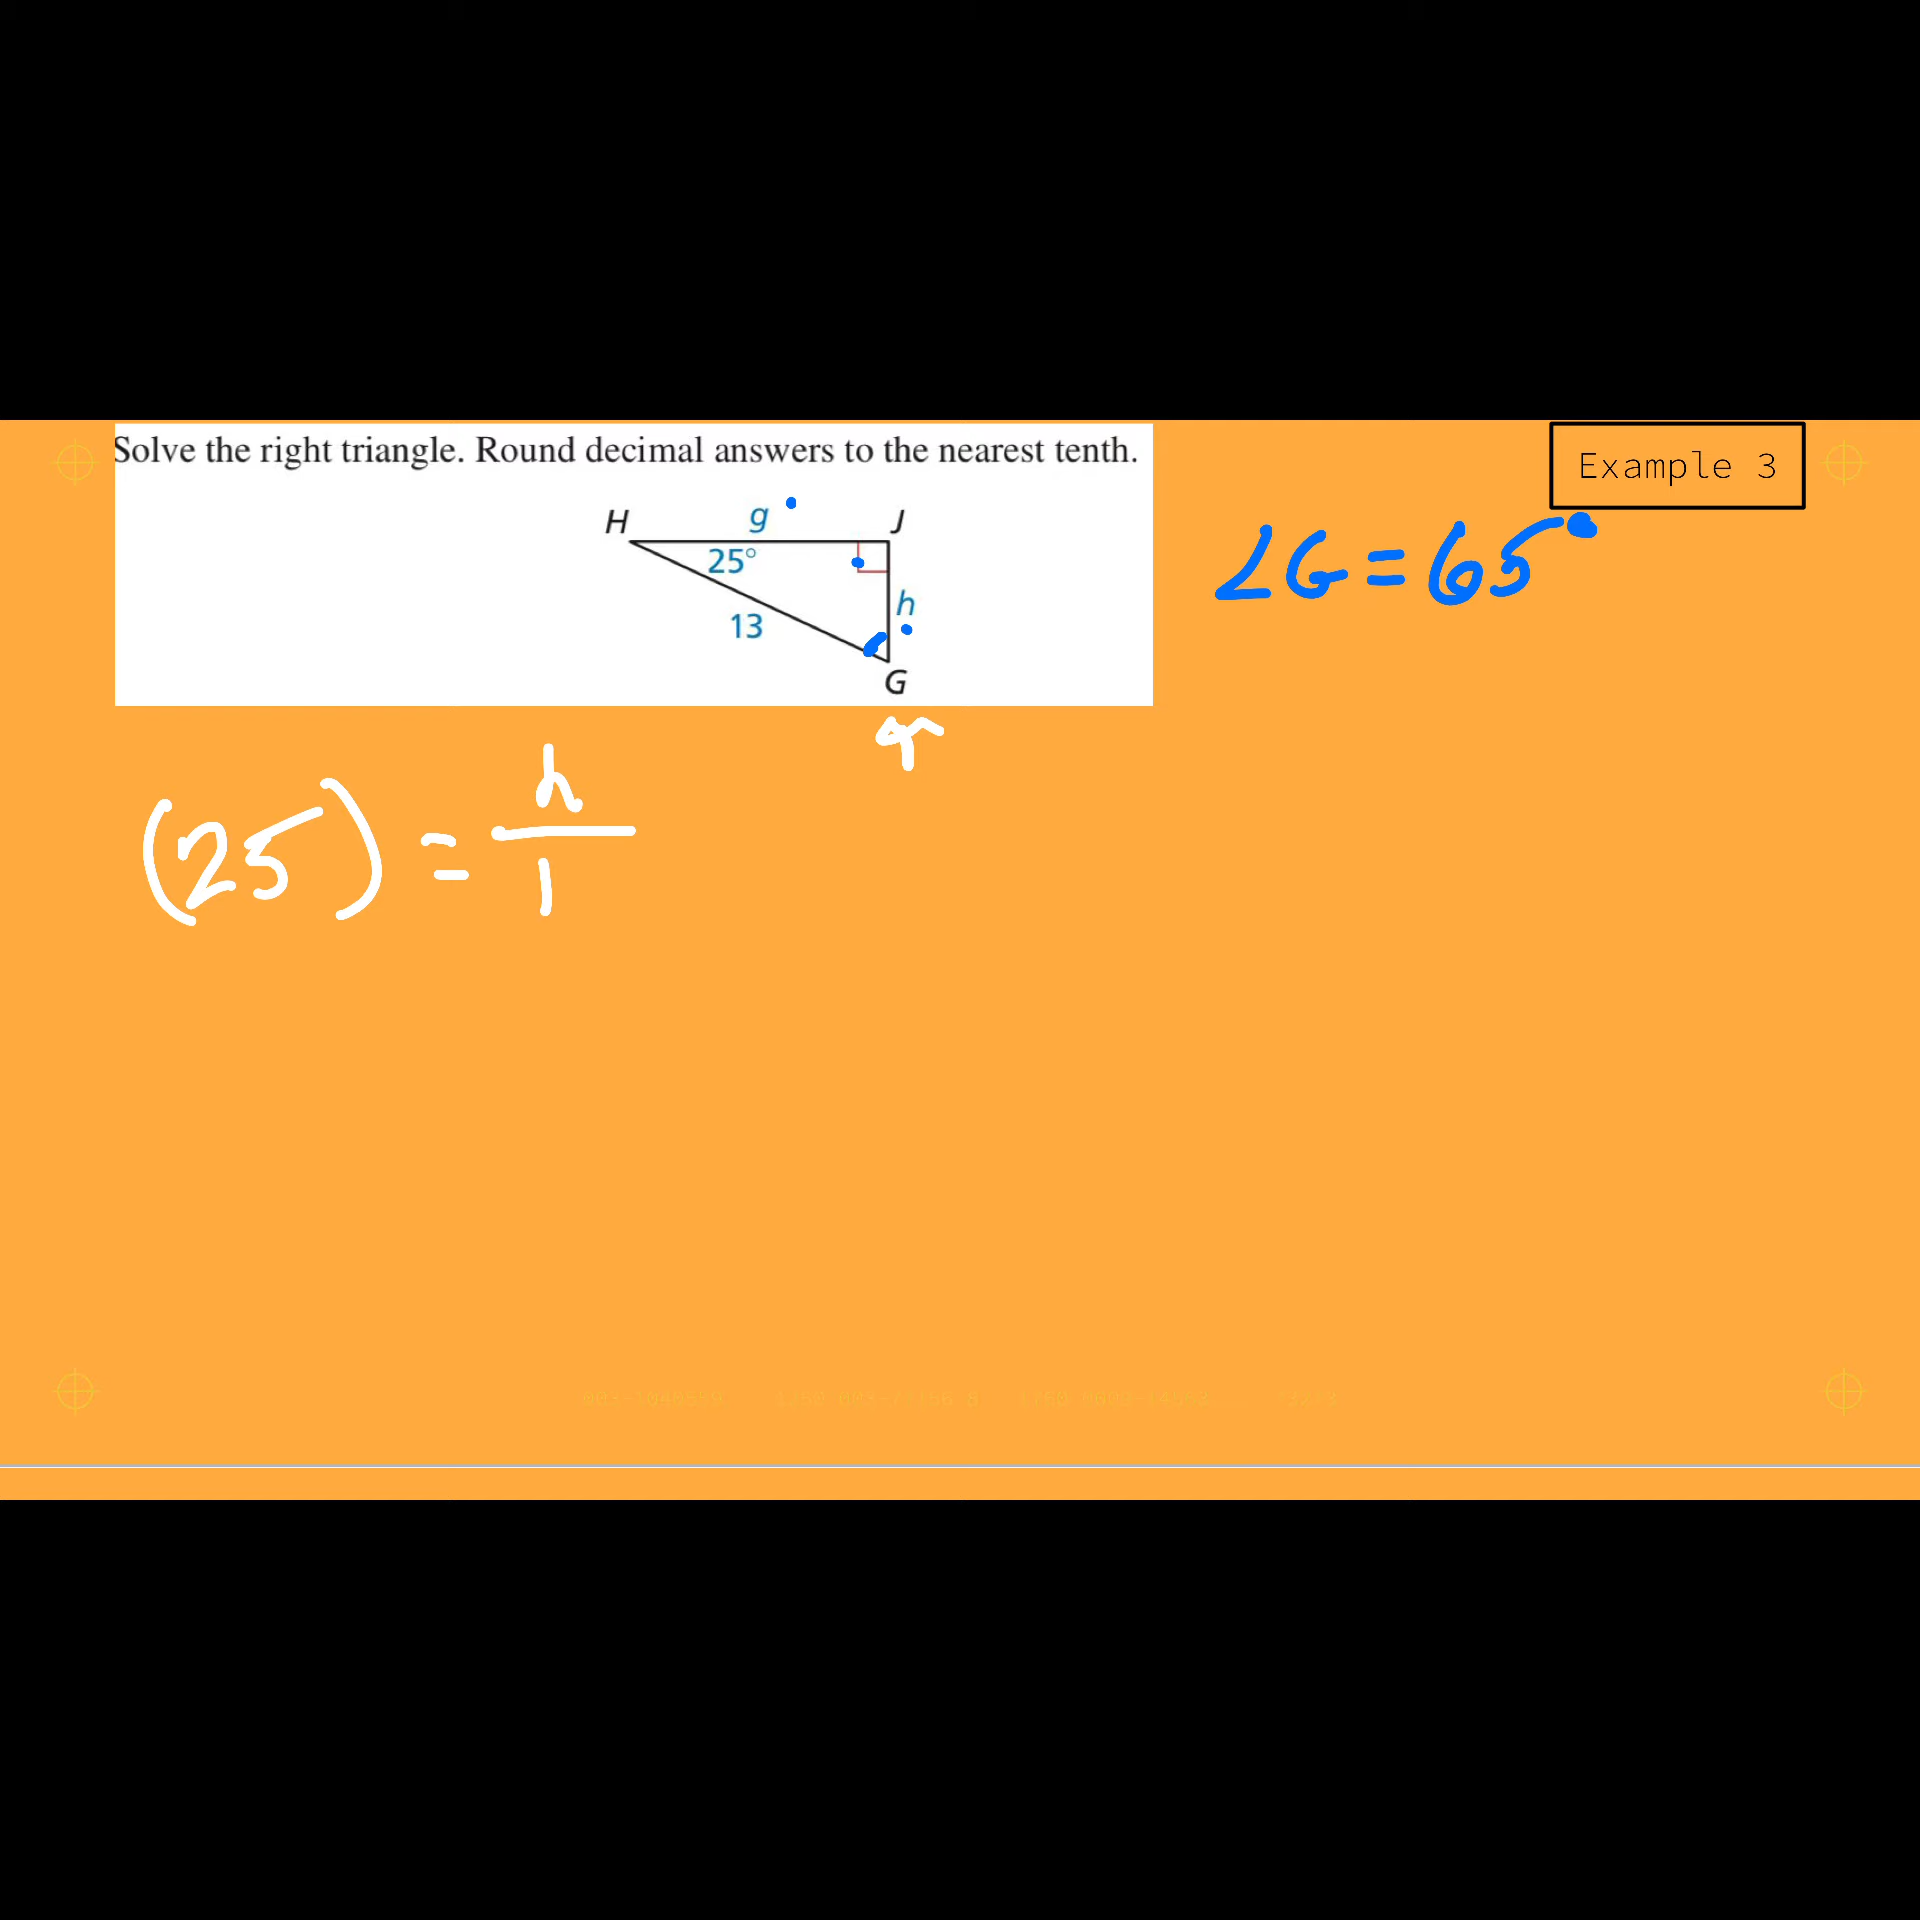 Solve the right triangle. Round decimal answers to the nearest tenth.
Example 3
H g J
25°
∠G=65°
h
13
G
(25) = h/1